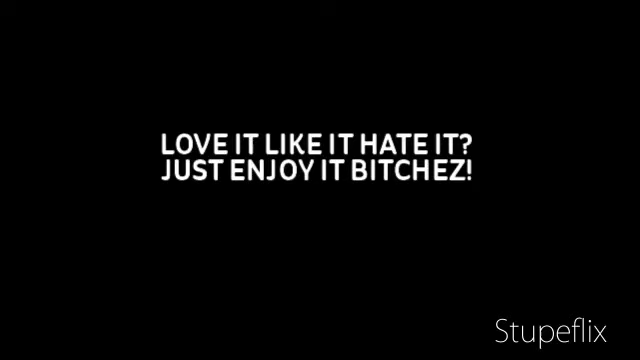 LOVE IT LIKE IT HATE IT?
JUST ENJOY IT BITCHEZ!
Stupeflix